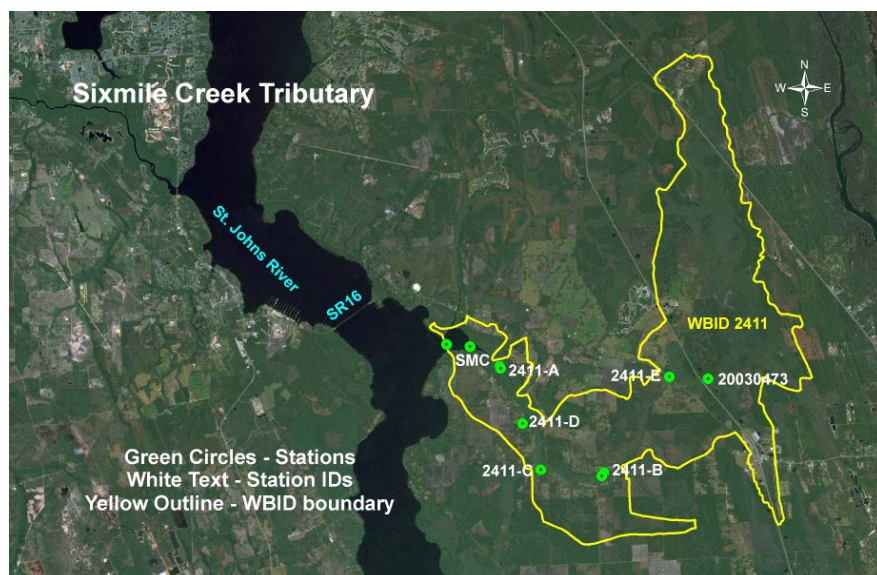 Sixmile Creek Tributary
N
W E
S
St. Johns River
SR16
WBID 2411
SMC
2411-A
2411-E
20030473
2411-D
2411-C
2411-B
Green Circles - Stations
White Text - Station IDs
Yellow Outline - WBID boundary